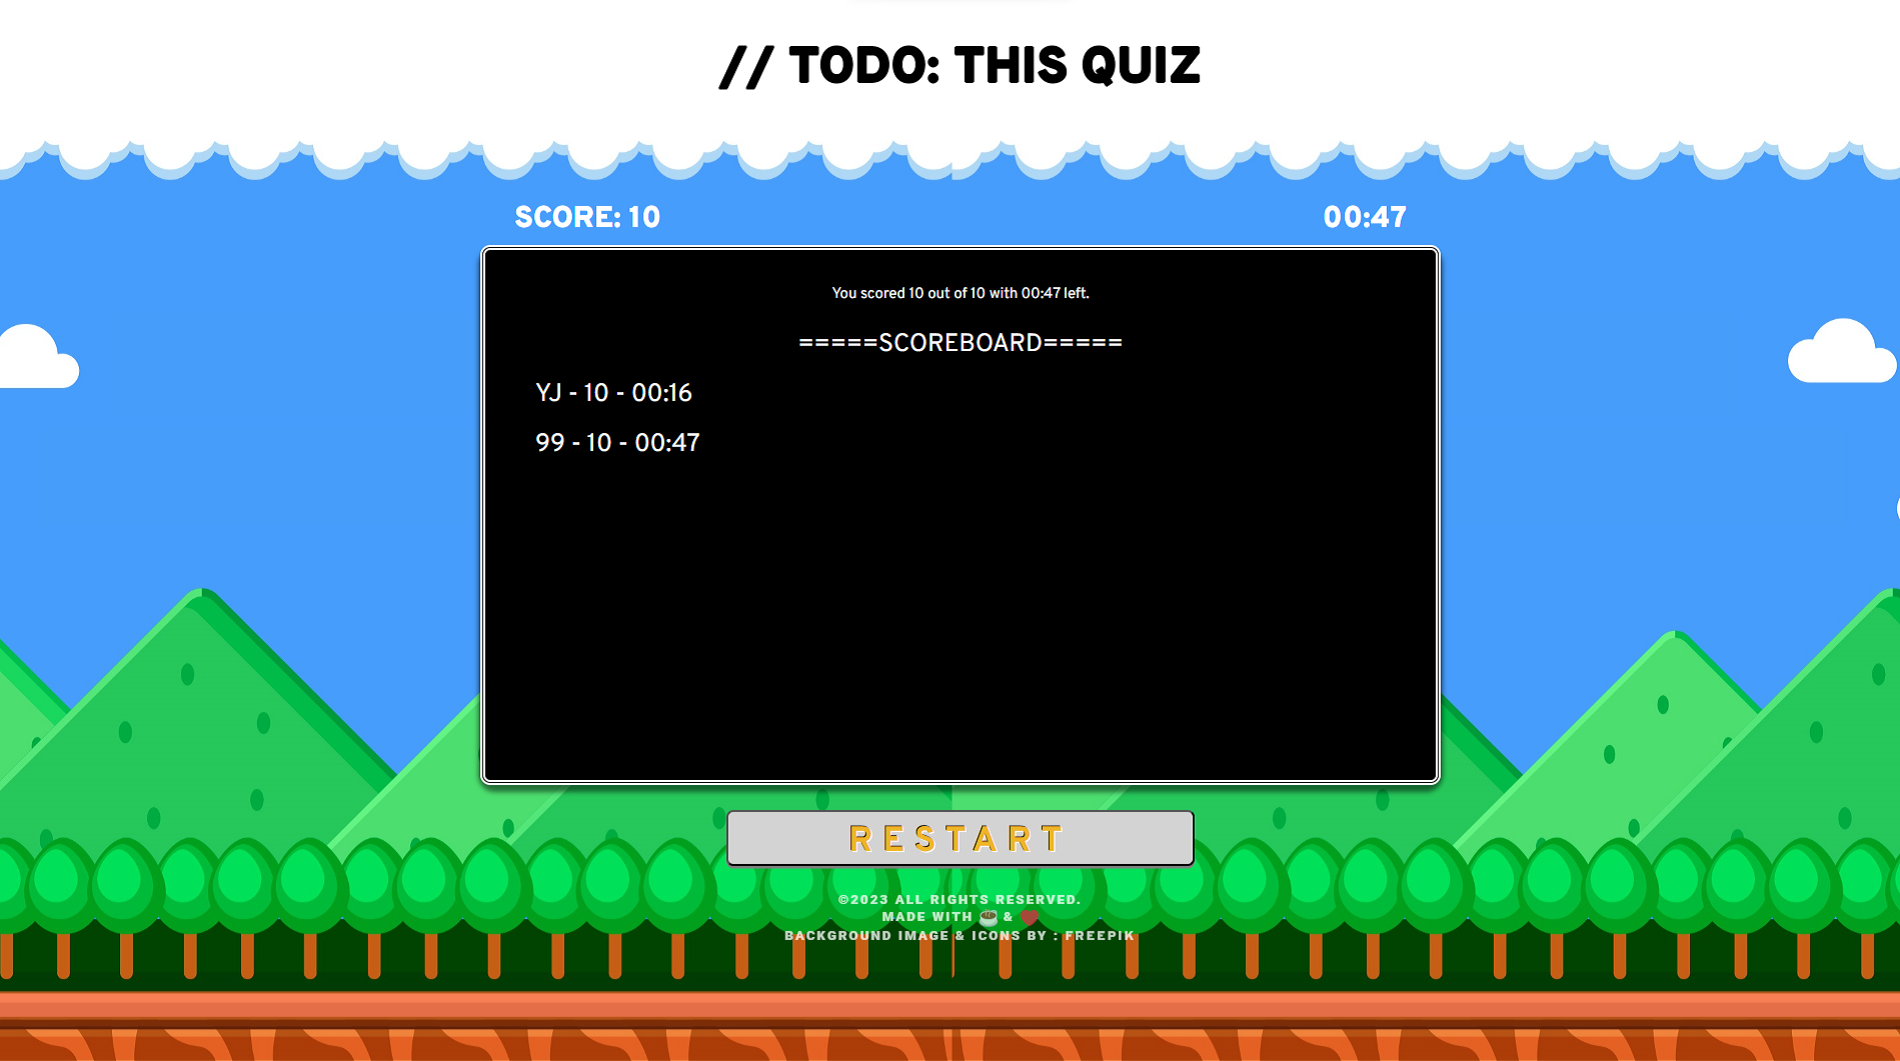 // TODO: THIS QUIZ
SCORE: 10
00:47
You scored 10 out of 10 with 00:47 left.
=====SCOREBOARD=====
YJ - 10 - 00:16
99 - 10 - 00:47
RESTART
©2023 ALL RIGHTS RESERVED.
MADE WITH ☕ & ❤️
BACKGROUND IMAGE & ICONS BY : FREEPIK